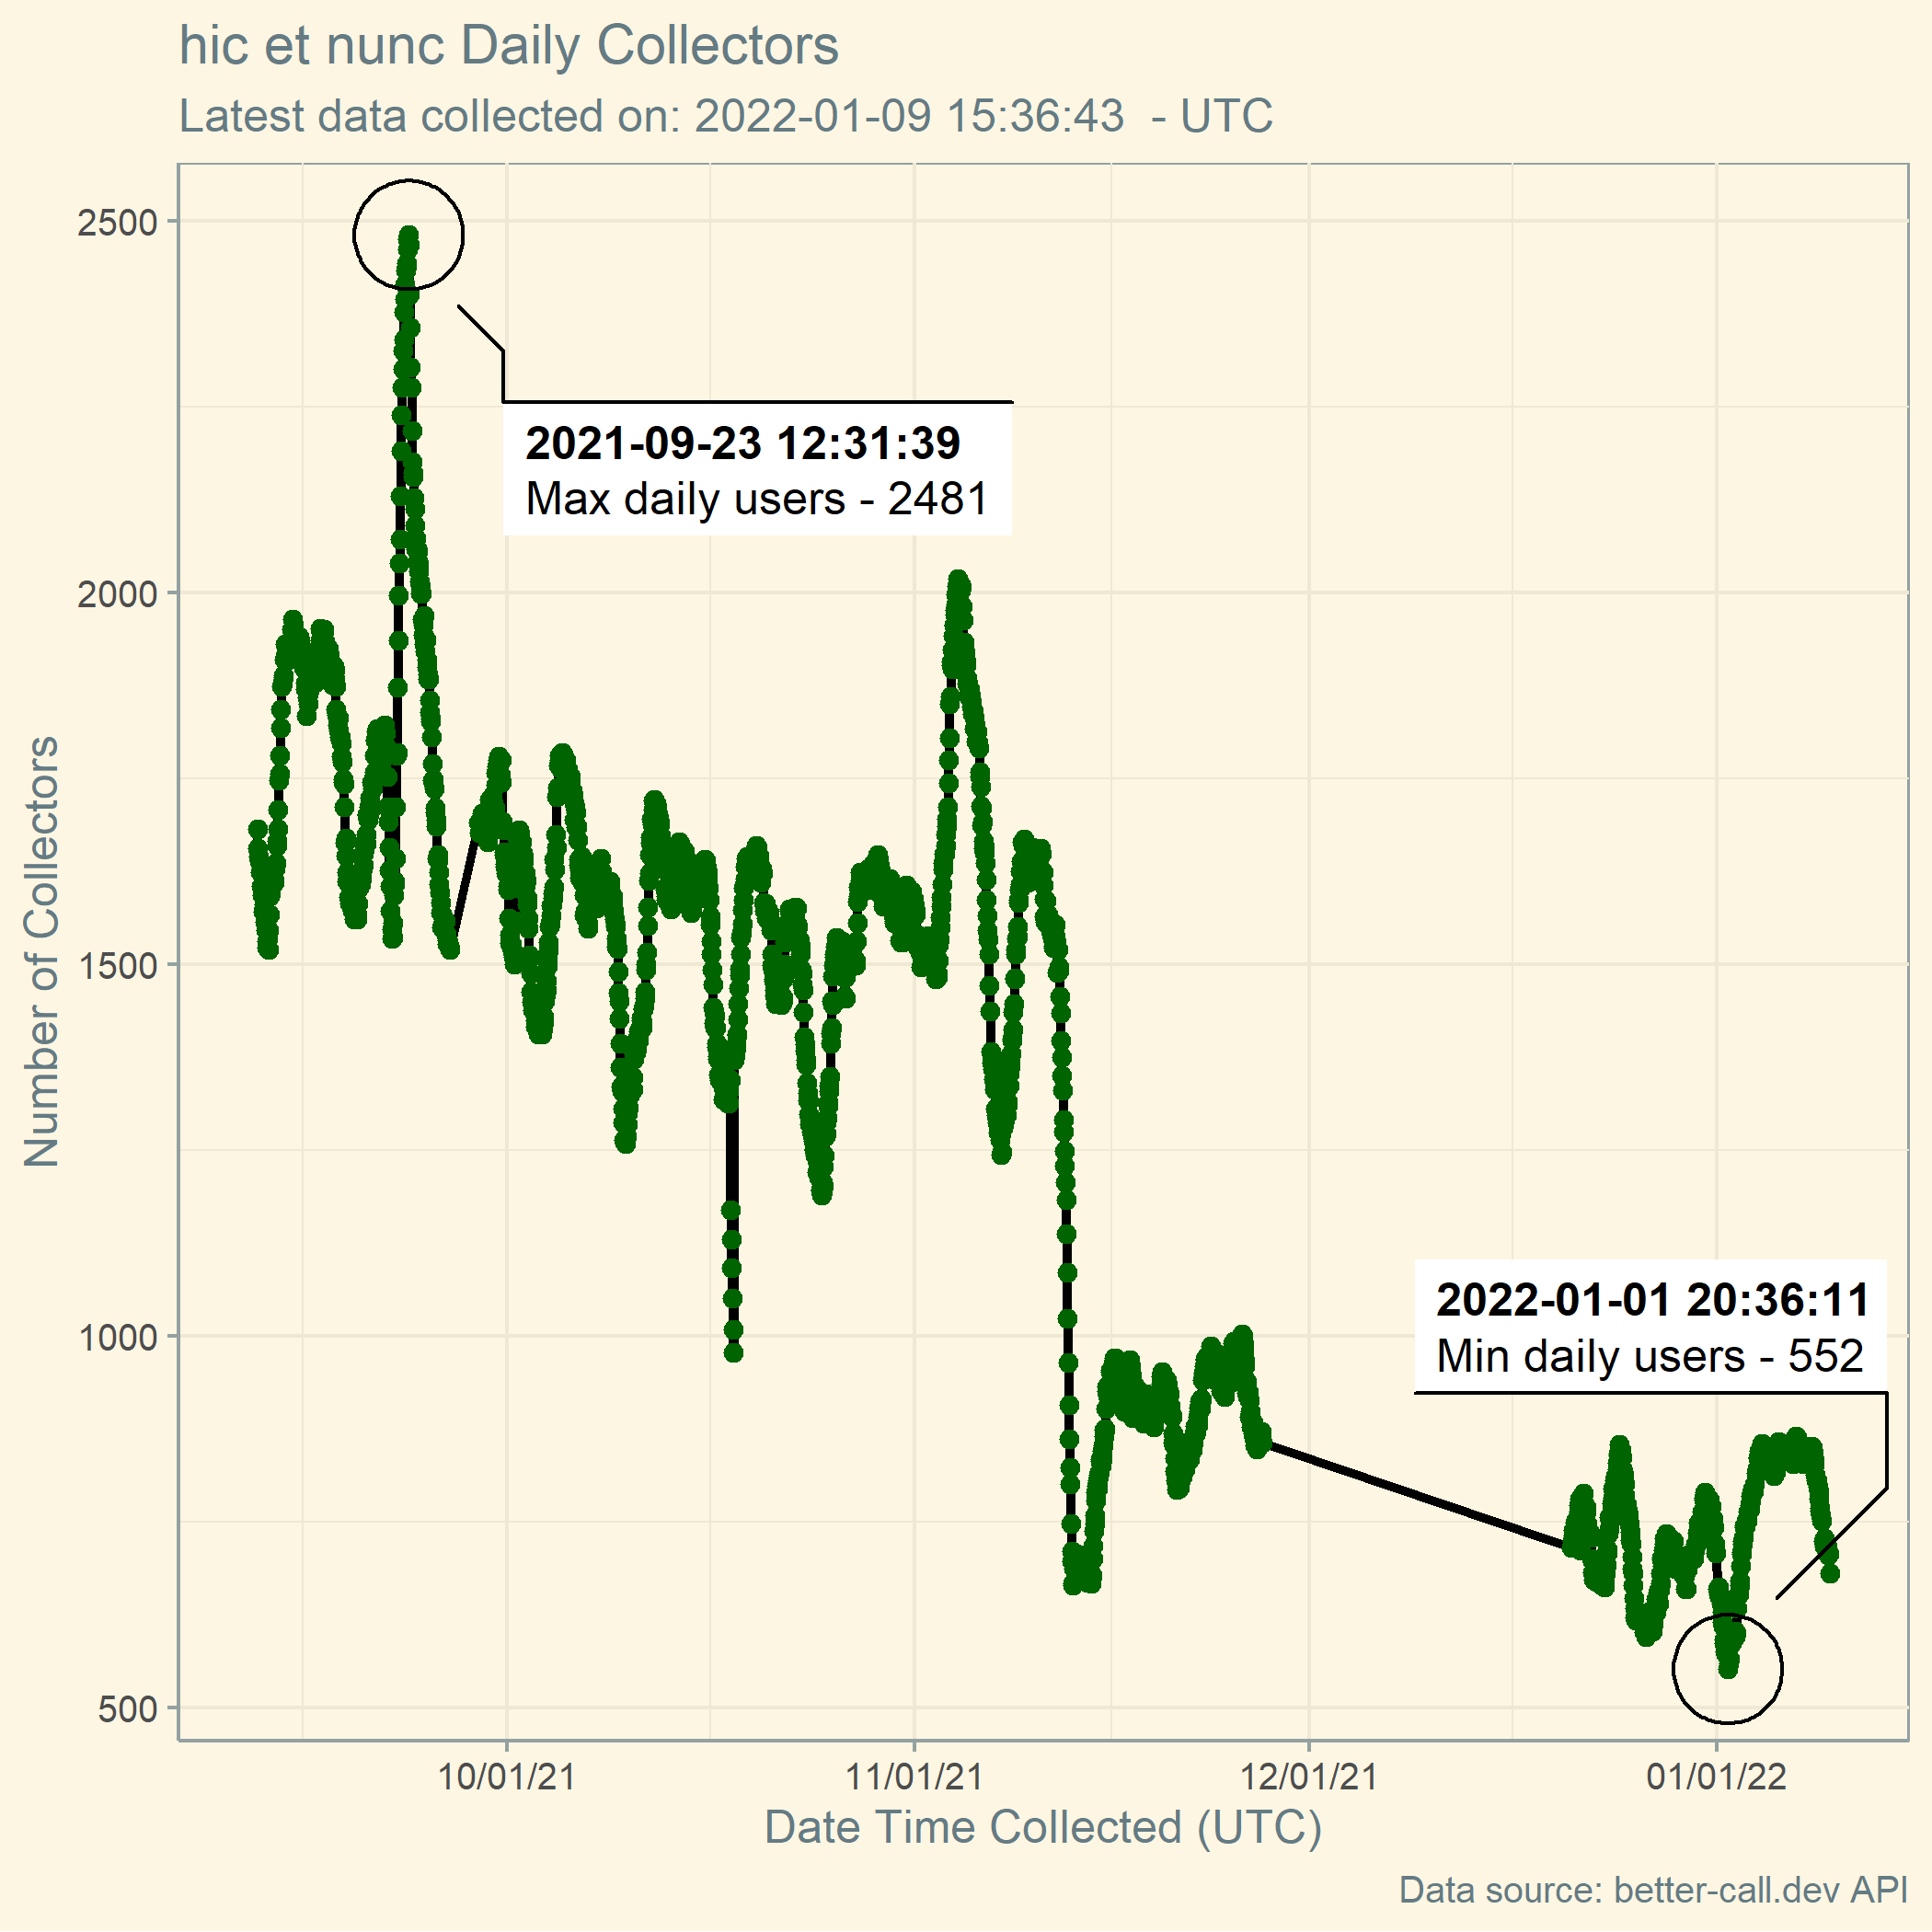 hic et nunc Daily Collectors
Latest data collected on: 2022-01-09 15:36:43  - UTC
2500
2000
1500
1000
500
Number of Collectors
2021-09-23 12:31:39
Max daily users - 2481
2022-01-01 20:36:11
Min daily users - 552
10/01/21
11/01/21
12/01/21
01/01/22
Date Time Collected (UTC)
Data source: better-call.dev API